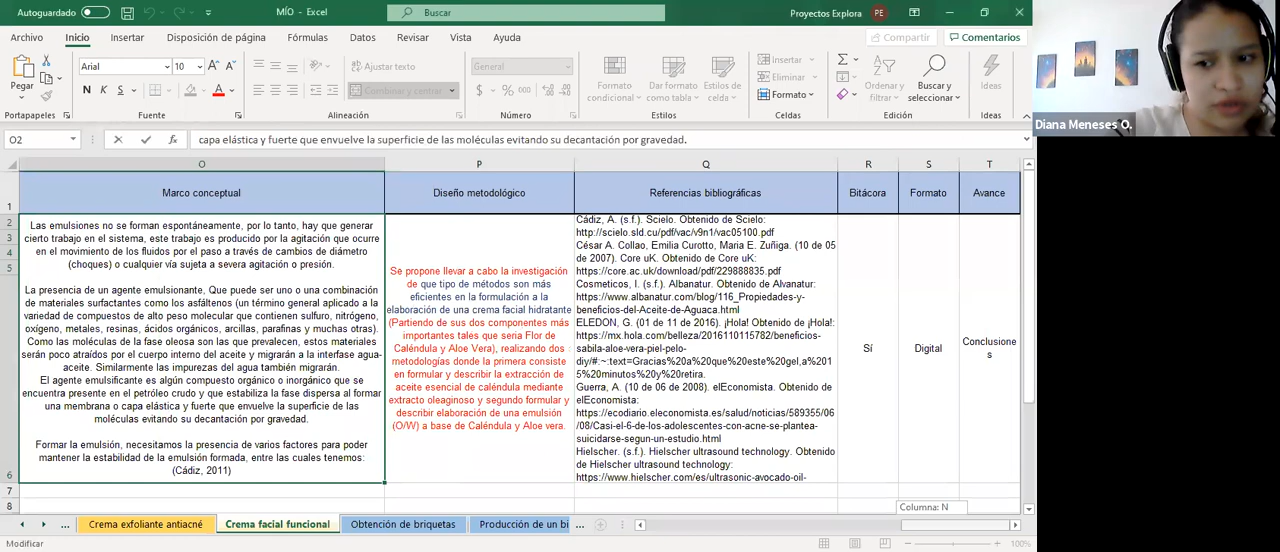 Autoguardado
MÍO - Excel
Buscar
Proyectos Explora
PE
Archivo Inicio Insertar Disposición de página Fórmulas Datos Revisar Vista Ayuda
Compartir
Comentarios
Pegar
Arial
10
N K S
Ajustar texto
Combinar y centrar
General
$ % 000
Formato condicional
Dar formato como tabla
Estilos de celda
Insertar
Eliminar
Formato
Ordenar y filtrar
Buscar y seleccionar
Ideas
Portapapeles
Fuente
Alineación
Número
Estilos
Celdas
Edición
Ideas
Diana Meneses O.
O2
fx
capa elástica y fuerte que envuelve la superficie de las moléculas evitando su decantación por gravedad.
O P Q R S T
1
Marco conceptual
Diseño metodológico
Referencias bibliográficas
Bitácora
Formato
Avance
2
3
4
5
6
7
8
Las emulsiones no se forman espontáneamente, por lo tanto, hay que generar
cierto trabajo en el sistema, este trabajo es producido por la agitación que ocurre
en el movimiento de los fluidos por el paso a través de cambios de diámetro
(choques) o cualquier vía sujeta a severa agitación o presión.
La presencia de un agente emulsionante, Que puede ser uno o una combinación
de materiales surfactantes como los asfáltenos (un término general aplicado a la
variedad de compuestos de alto peso molecular que contienen sulfuro, nitrógeno,
oxígeno, metales, resinas, ácidos orgánicos, arcillas, parafinas y muchas otras).
Como las moléculas de la fase oleosa son las que prevalecen, estos materiales
serán poco atraídos por el cuerpo interno del aceite y migrarán a la interfase agua-
aceite. Similarmente las impurezas del agua también migrarán.
El agente emulsificante es algún compuesto orgánico o inorgánico que se
encuentra presente en el petróleo crudo y que estabiliza la fase dispersa al formar
una membrana o capa elástica y fuerte que envuelve la superficie de las
moléculas evitando su decantación por gravedad.
Formar la emulsión, necesitamos la presencia de varios factores para poder
mantener la estabilidad de la emulsión formada, entre las cuales tenemos:
(Cádiz, 2011)
Se propone llevar a cabo la investigación
de que tipo de métodos son más
eficientes en la formulación a la
elaboración de una crema facial hidratante
(Partiendo de sus dos componentes más
importantes tales que seria Flor de
Caléndula y Aloe Vera), realizando dos
metodologías donde la primera consiste
en formular y describir la extracción de
aceite esencial de caléndula mediante
extracto oleaginoso y segundo formular y
describir elaboración de una emulsión
(O/W) a base de Caléndula y Aloe vera.
Cádiz, A. (s.f.). Scielo. Obtenido de Scielo:
http://scielo.sld.cu/pdf/vac/v9n1/vac05100.pdf
César A. Collao, Emilia Curotto, Maria E. Zuñiga. (10 de 05
de 2007). Core uK. Obtenido de Core uK:
https://core.ac.uk/download/pdf/229888835.pdf
Cosmeticos, I. (s.f.). Albanatur. Obtenido de Alvanatur:
https://www.albanatur.com/blog/116_Propiedades-y-
beneficios-del-Aceite-de-Aguaca.html
ELEDON, G. (01 de 11 de 2016). ¡Hola! Obtenido de ¡Hola!:
https://mx.hola.com/belleza/2016110115782/beneficios-
sabila-aloe-vera-piel-pelo-
diy/#:~:text=Gracias%20a%20que%20este%20gel,a%201
5%20minutos%20y%20retira.
Guerra, A. (10 de 06 de 2008). elEconomista. Obtenido de
elEconomista:
https://ecodiario.eleconomista.es/salud/noticias/589355/06
/08/Casi-el-6-de-los-adolescentes-con-acne-se-plantea-
suicidarse-segun-un-estudio.html
Hielscher. (s.f.). Hielscher ultrasound technology. Obtenido
de Hielscher ultrasound technology:
https://www.hielscher.com/es/ultrasonic-avocado-oil-
Sí
Digital
Conclusione
s
Columna: N
... Crema exfoliante antiacné Crema facial funcional Obtención de briquetas Producción de un bi ...
Modificar
100%